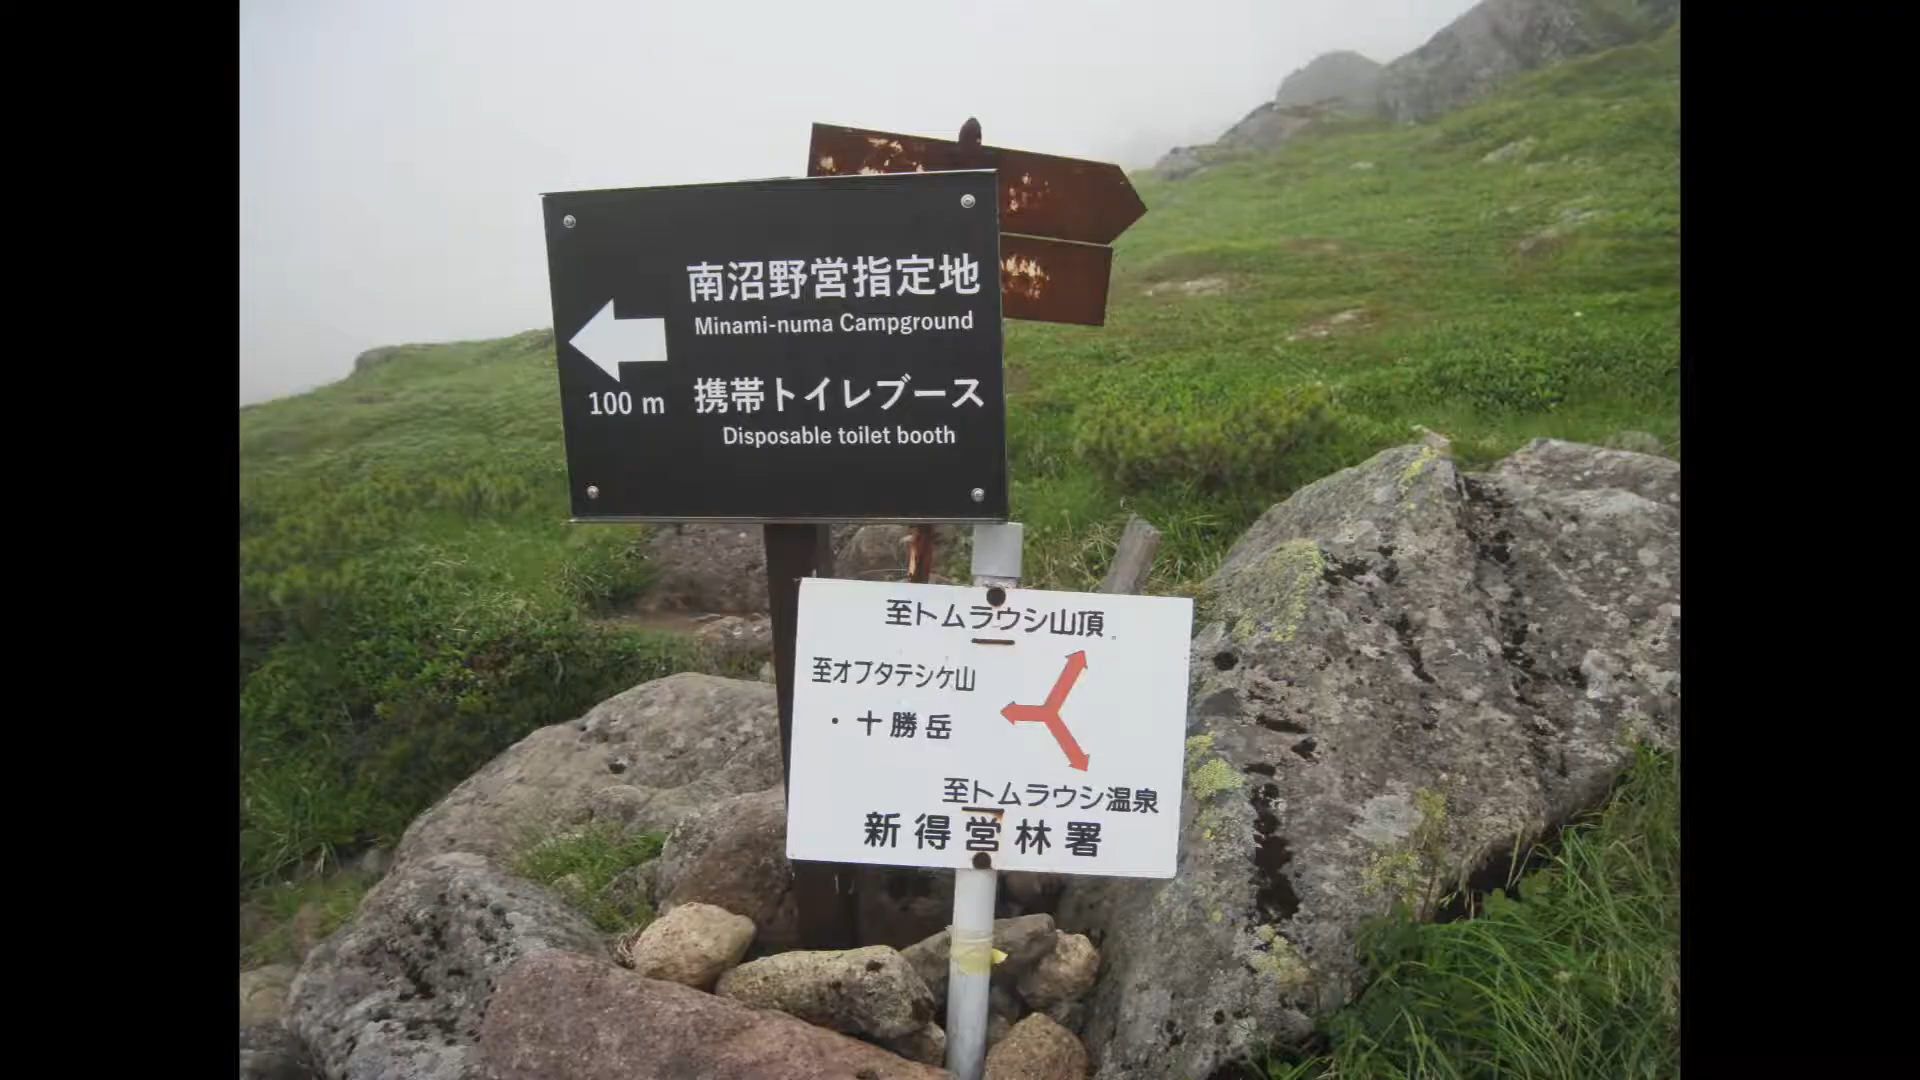 南沼野営指定地
Minami-numa Campground
100 m
携帯トイレブース
Disposable toilet booth
至トムラウシ山頂
至オプタテシケ山
・十勝岳
至トムラウシ温泉
新得営林署